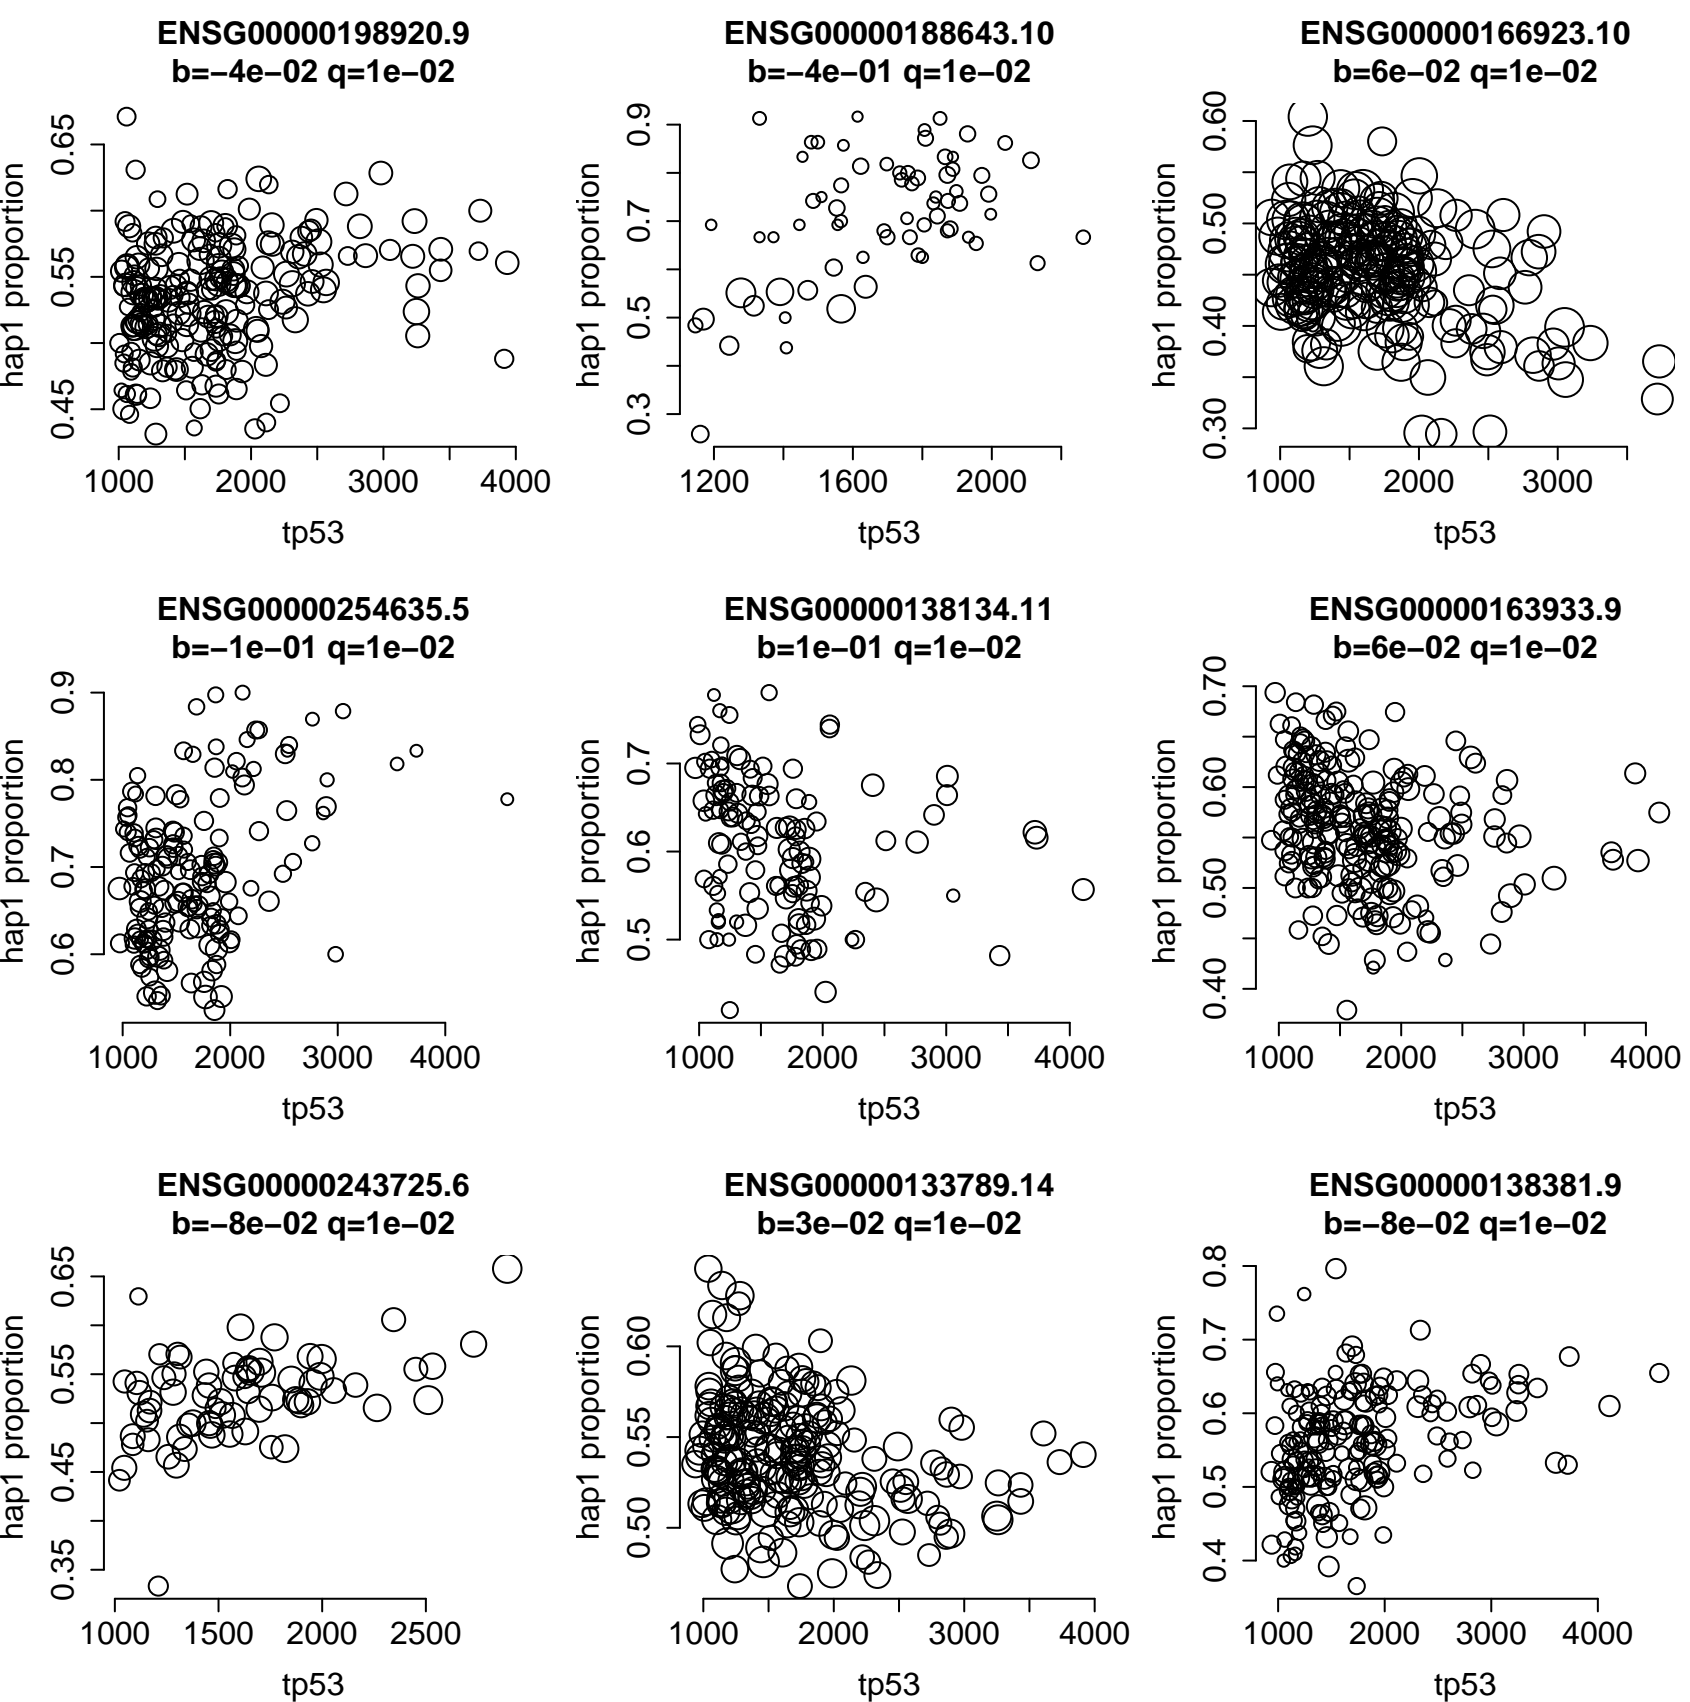 ENSG00000198920.9
b=−4e−02 q=1e−02
hap1 proportion
0.65
0.55
0.45
1000 2000 3000 4000
tp53
ENSG00000188643.10
b=−4e−01 q=1e−02
hap1 proportion
0.9
0.7
0.5
0.3
1200 1600 2000
tp53
ENSG00000166923.10
b=6e−02 q=1e−02
hap1 proportion
0.60
0.50
0.40
0.30
1000 2000 3000
tp53
ENSG00000254635.5
b=−1e−01 q=1e−02
hap1 proportion
0.9
0.8
0.7
0.6
1000 2000 3000 4000
tp53
ENSG00000138134.11
b=1e−01 q=1e−02
hap1 proportion
0.7
0.6
0.5
1000 2000 3000 4000
tp53
ENSG00000163933.9
b=6e−02 q=1e−02
hap1 proportion
0.70
0.60
0.50
0.40
1000 2000 3000 4000
tp53
ENSG00000243725.6
b=−8e−02 q=1e−02
hap1 proportion
0.65
0.55
0.45
0.35
1000 1500 2000 2500
tp53
ENSG00000133789.14
b=3e−02 q=1e−02
hap1 proportion
0.60
0.55
0.50
1000 2000 3000 4000
tp53
ENSG00000138381.9
b=−8e−02 q=1e−02
hap1 proportion
0.8
0.7
0.6
0.5
0.4
1000 2000 3000 4000
tp53